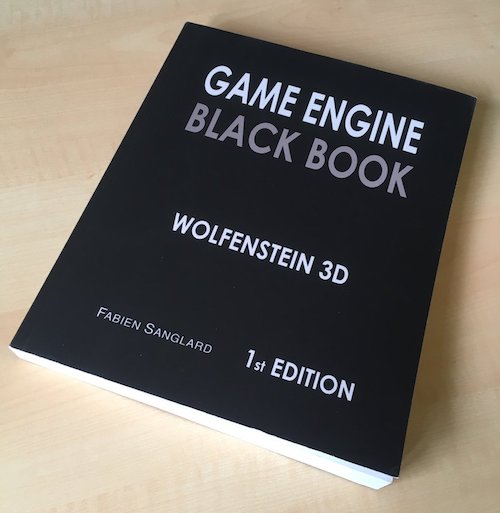 GAME ENGINE
BLACK BOOK
WOLFENSTEIN 3D
FABIEN SANGLARD
1st EDITION